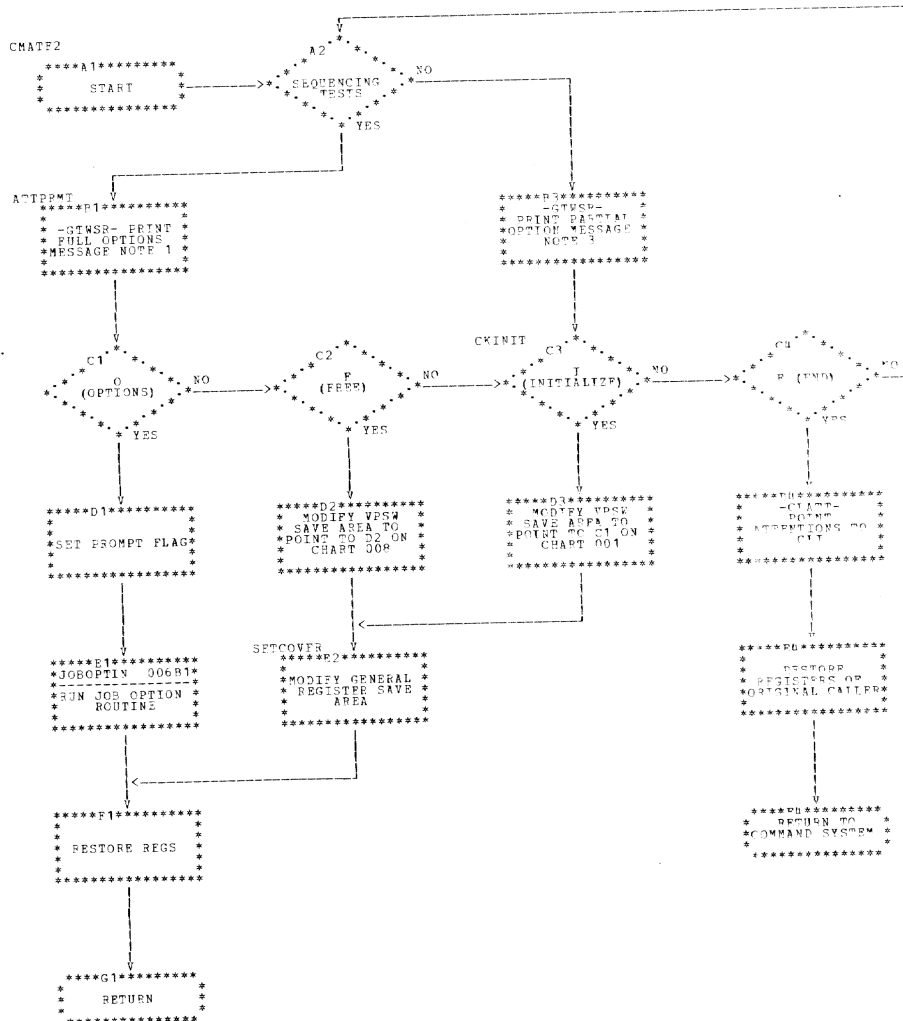 CMATF2
A1
START
A2
SEQUENCING
TESTS
NO
YES
ATTPRMT
B1
-GTWSR- PRINT
FULL OPTIONS
MESSAGE NOTE 1
B3
-GTWSR-
PRINT PARTIAL
OPTION MESSAGE
NOTE 3
C1
O
(OPTIONS)
NO
YES
C2
F
(FREE)
NO
YES
CKINIT
C3
I
(INITIALIZE)
NO
YES
C4
E (END)
NO
YES
D1
SET PROMPT FLAG
D2
MODIFY VPSW
SAVE AREA TO
POINT TO D2 ON
CHART 008
D3
MODIFY VPSW
SAVE AREA TO
POINT TO C1 ON
CHART 001
D4
-CLATT-
POINT
ATTENTIONS TO
CLI
SETCOVER
E1
JOBOPTIN 006B1
RUN JOB OPTION
ROUTINE
E2
MODIFY GENERAL
REGISTER SAVE
AREA
E4
RESTORE
REGISTERS OF
ORIGINAL CALLER
F1
RESTORE REGS
F4
RETURN TO
COMMAND SYSTEM
G1
RETURN